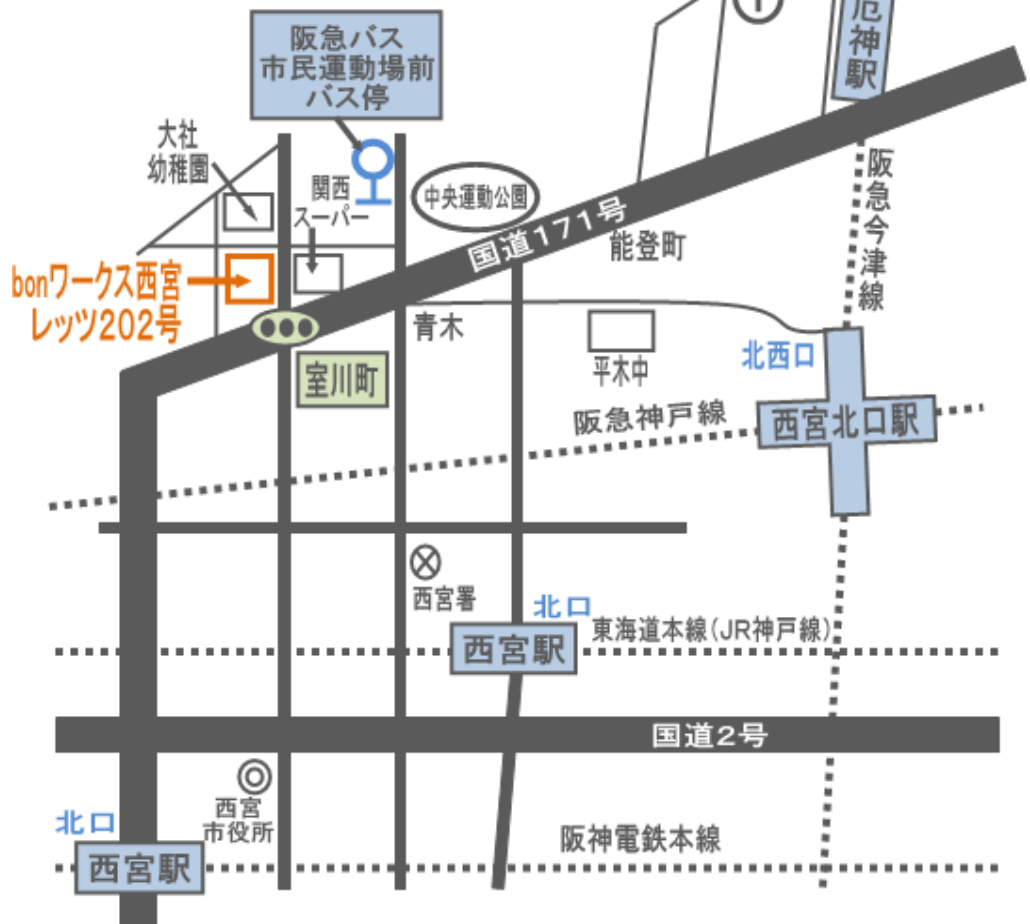 阪急バス
市民運動場前
バス停
厄神駅
大社
幼稚園
関西
スーパー
中央運動公園
国道171号
能登町
阪急今津線
bonワークス西宮
レッツ202号
青木
平木中
北西口
室川町
阪急神戸線
西宮北口駅
西宮署
北口
東海道本線(JR神戸線)
西宮駅
国道2号
西宮
市役所
北口
阪神電鉄本線
西宮駅